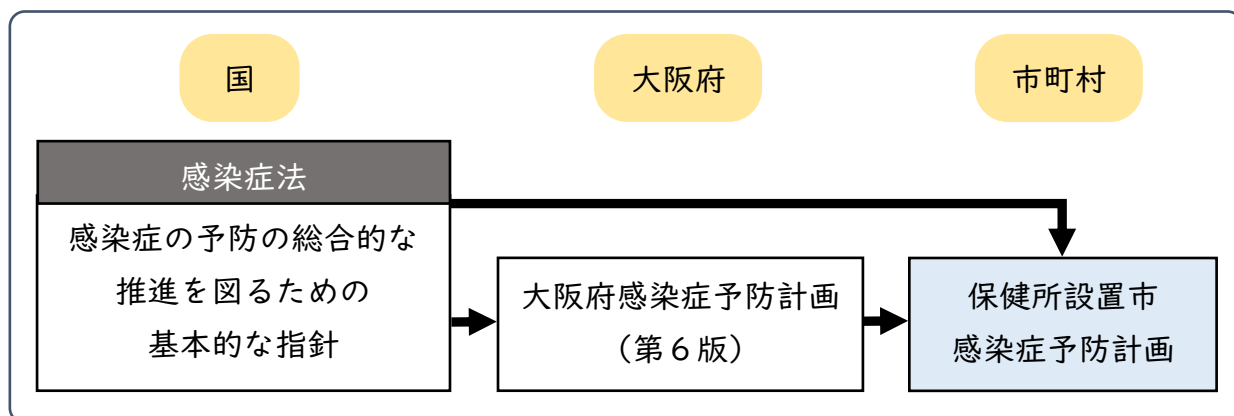 国
大阪府
市町村
感染症法
感染症の予防の総合的な
推進を図るための
基本的な指針
大阪府感染症予防計画
（第６版）
保健所設置市
感染症予防計画